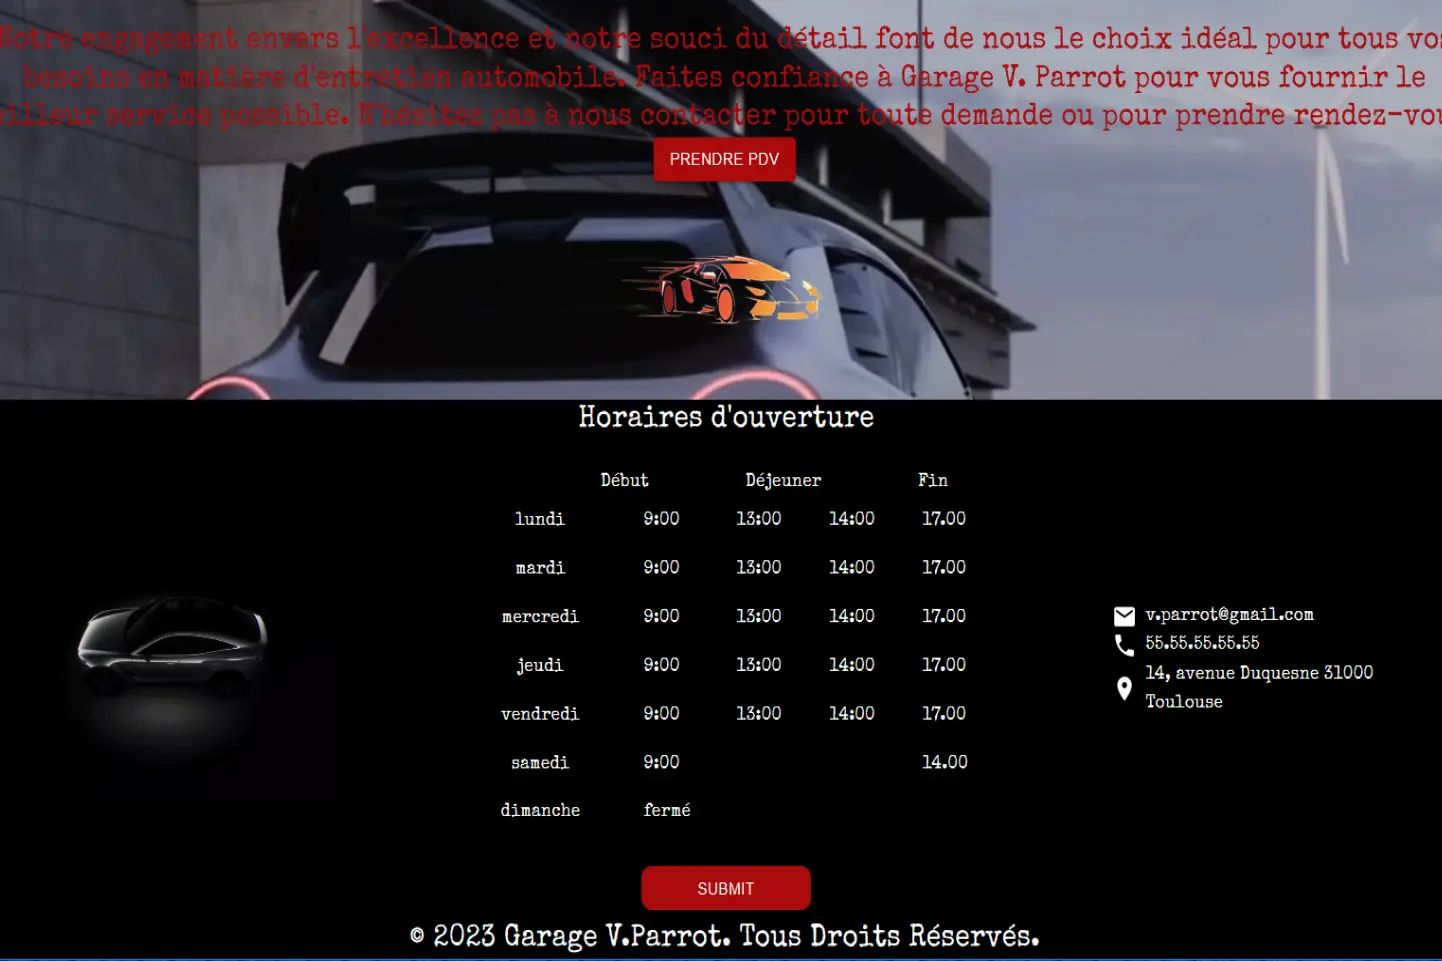 Notre engagement envers l'excellence et notre souci du détail font de nous le choix idéal pour tous vos
besoins en matière d'entretien automobile. Faites confiance à Garage V. Parrot pour vous fournir le
eilleur service possible. N'hésitez pas à nous contacter pour toute demande ou pour prendre rendez-vou
PRENDRE PDV
Horaires d'ouverture
Début Déjeuner Fin
lundi 9:00 13:00 14:00 17.00
mardi 9:00 13:00 14:00 17.00
mercredi 9:00 13:00 14:00 17.00
jeudi 9:00 13:00 14:00 17.00
vendredi 9:00 13:00 14:00 17.00
samedi 9:00 14.00
dimanche fermé
v.parrot@gmail.com
55.55.55.55.55
14, avenue Duquesne 31000
Toulouse
SUBMIT
© 2023 Garage V.Parrot. Tous Droits Réservés.